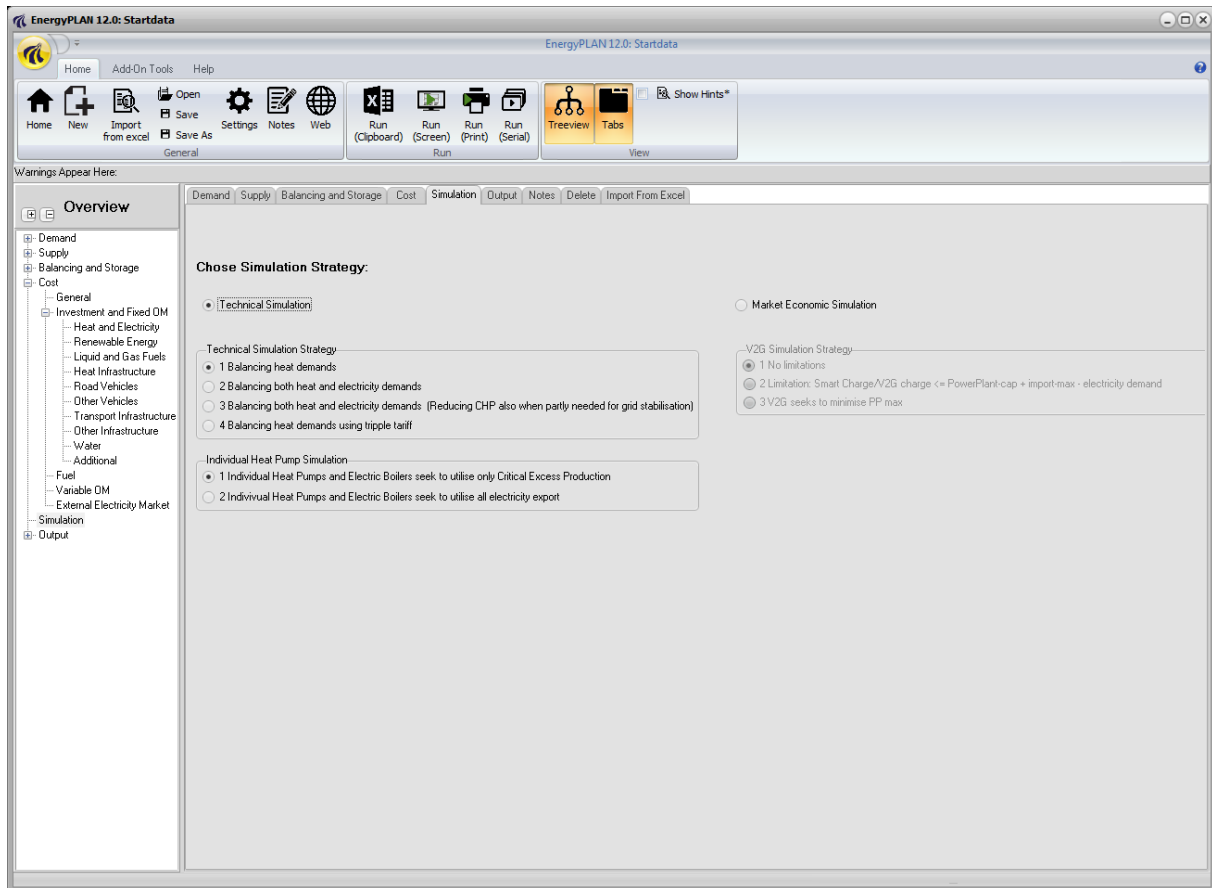 EnergyPLAN 12.0: Startdata
EnergyPLAN 12.0: Startdata
Home Add-On Tools Help
Home
New
Import from excel
Open
Save
Save As
Settings
Notes
Web
General
Run (Clipboard)
Run (Screen)
Run (Print)
Run (Serial)
Run
Treeview
Tabs
Show Hints*
View
Warnings Appear Here:
Overview
Demand
Supply
Balancing and Storage
Cost
General
Investment and Fixed OM
Heat and Electricity
Renewable Energy
Liquid and Gas Fuels
Heat Infrastructure
Road Vehicles
Other Vehicles
Transport Infrastructure
Other Infrastructure
Water
Additional
Fuel
Variable OM
External Electricity Market
Simulation
Output
Demand Supply Balancing and Storage Cost Simulation Output Notes Delete Import From Excel
Chose Simulation Strategy:
Technical Simulation
Market Economic Simulation
Technical Simulation Strategy
1 Balancing heat demands
2 Balancing both heat and electricity demands
3 Balancing both heat and electricity demands (Reducing CHP also when partly needed for grid stabilisation)
4 Balancing heat demands using tripple tariff
V2G Simulation Strategy
1 No limitations
2 Limitation: Smart Charge/V2G charge <= PowerPlant-cap + import-max - electricity demand
3 V2G seeks to minimise PP max
Individual Heat Pump Simulation
1 Individual Heat Pumps and Electric Boilers seek to utilise only Critical Excess Production
2 Indivivual Heat Pumps and Electric Boilers seek to utilise all electricity export